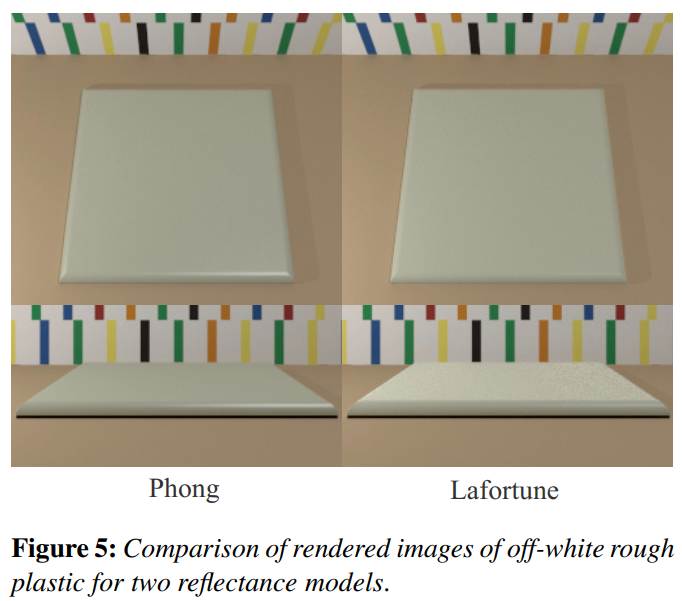 Phong
Lafortune
Figure 5: Comparison of rendered images of off-white rough
plastic for two reflectance models.